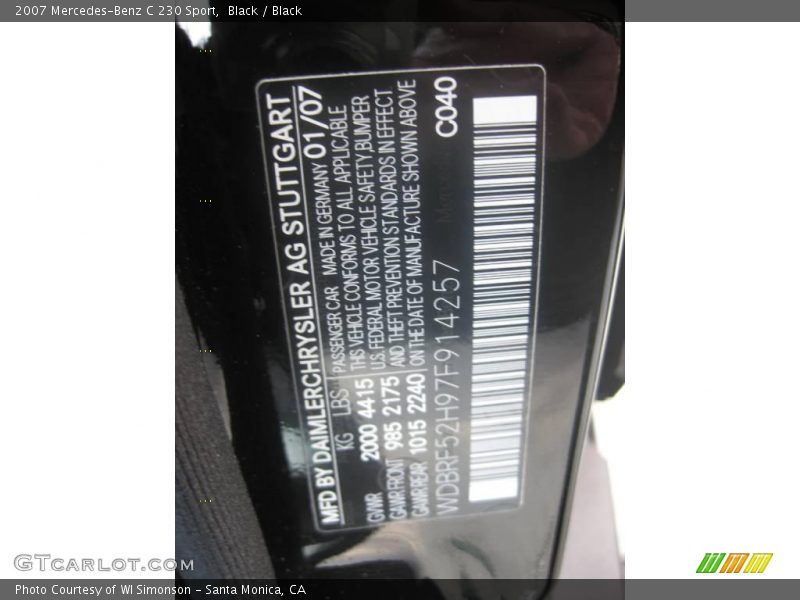 2007 Mercedes-Benz C 230 Sport,  Black / Black
MFD BY DAIMLERCHRYSLER AG STUTTGART
KG LBS PASSENGER CAR MADE IN GERMANY 01/07
THIS VEHICLE CONFORMS TO ALL APPLICABLE
GVWR 2000 4415 U.S. FEDERAL MOTOR VEHICLE SAFETY, BUMPER
GAWR FRONT 985 2175 AND THEFT PREVENTION STANDARDS IN EFFECT
GAWR REAR 1015 2240 ON THE DATE OF MANUFACTURE SHOWN ABOVE
WDBRF52H97F914257 C040
GTcarlot.com
Photo Courtesy of WI Simonson - Santa Monica, CA